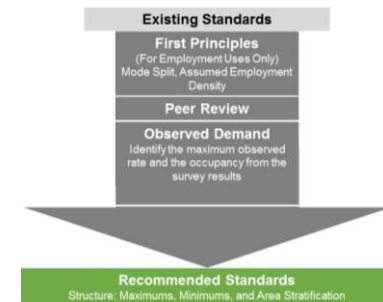 Existing Standards
First Principles
(For Employment Uses Only)
Mode Split, Assumed Employment
Density
Peer Review
Observed Demand
Identify the maximum observed
rate and the occupancy from the
survey results
Recommended Standards
Structure: Maximums, Minimums, and Area Stratification